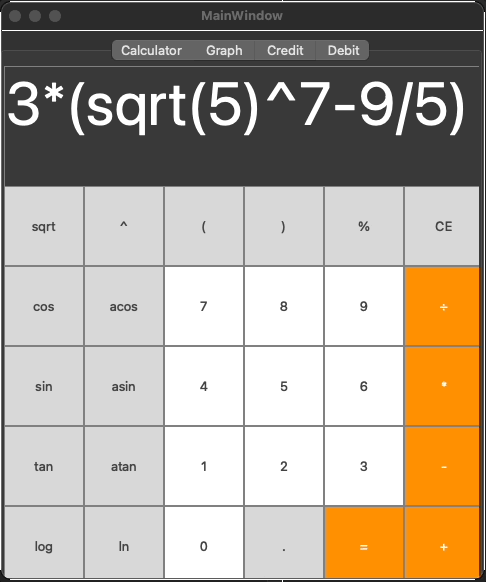 MainWindow
Calculator Graph Credit Debit
3*(sqrt(5)^7-9/5)
sqrt ^ ( ) % CE
cos acos 7 8 9 ÷
sin asin 4 5 6 *
tan atan 1 2 3 -
log ln 0 . = +